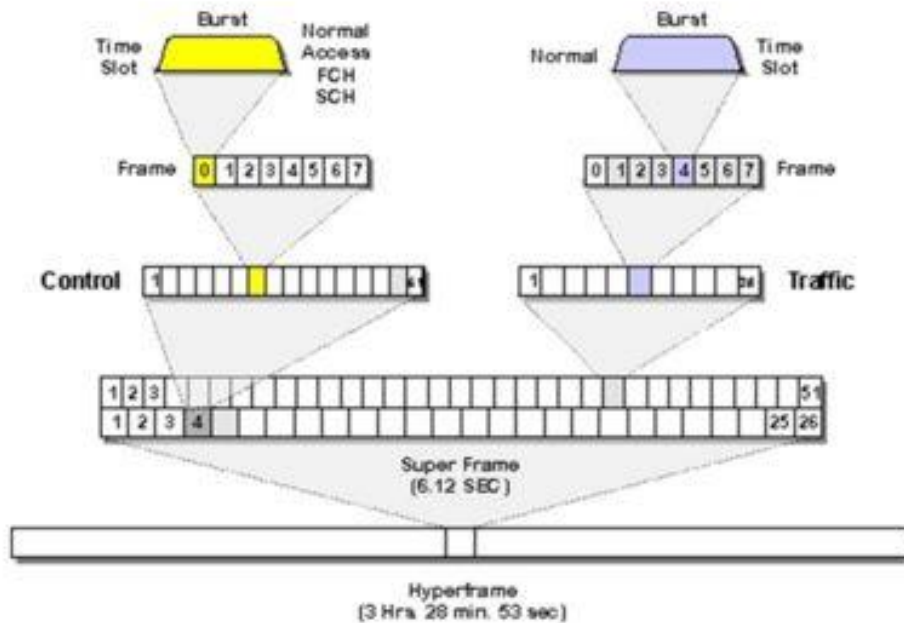 Burst
Time
Slot
Normal
Access
FCH
SCH
Burst
Normal
Time
Slot
Frame
0 1 2 3 4 5 6 7
0 1 2 3 4 5 6 7
Frame
Control
1
1
Traffic
1 2 3 51
1 2 3 4 25 26
Super Frame
(6.12 SEC)
Hyperframe
(3 Hrs. 28 min. 53 sec)